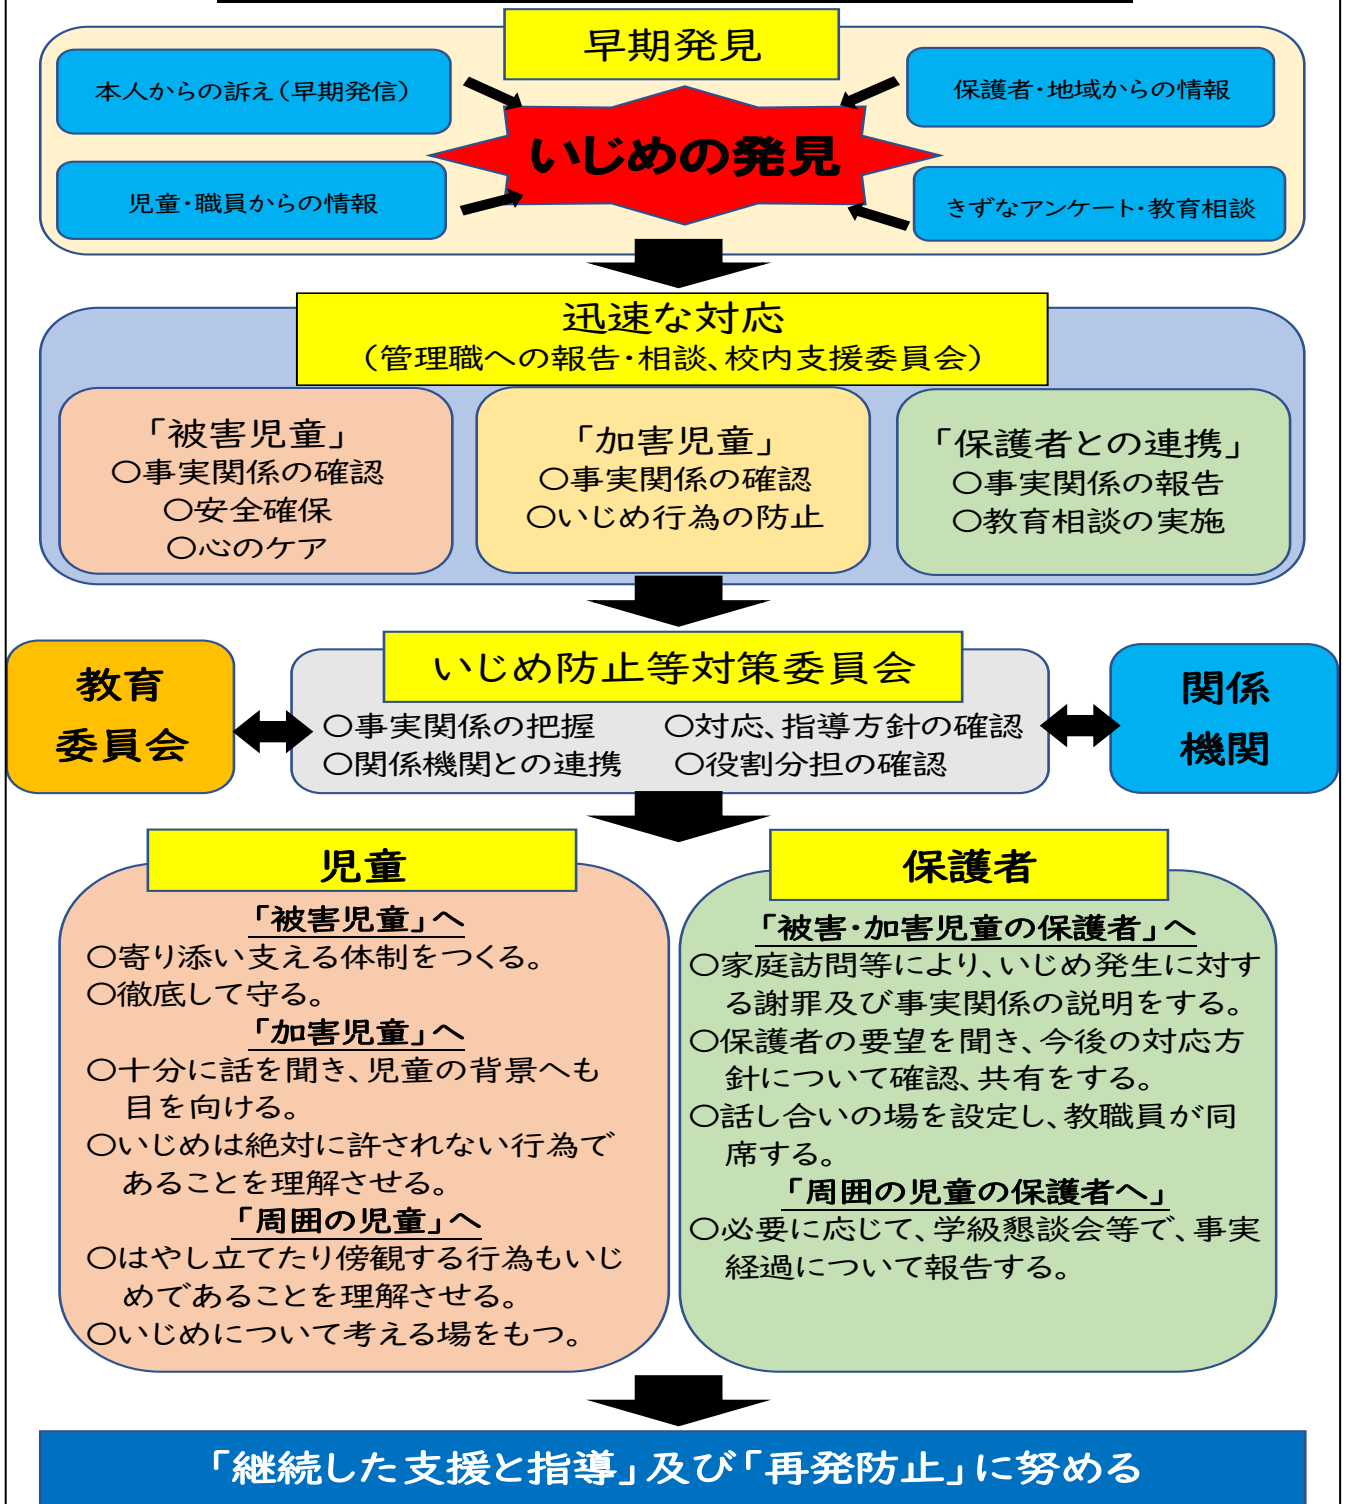 早期発見
本人からの訴え（早期発信）
保護者・地域からの情報
いじめの発見
児童・職員からの情報
きずなアンケート・教育相談
迅速な対応
（管理職への報告・相談、校内支援委員会）
「被害児童」
〇事実関係の確認
〇安全確保
〇心のケア
「加害児童」
〇事実関係の確認
〇いじめ行為の防止
「保護者との連携」
〇事実関係の報告
〇教育相談の実施
教育
委員会
いじめ防止等対策委員会
〇事実関係の把握　　〇対応、指導方針の確認
〇関係機関との連携　　〇役割分担の確認
関係
機関
児童
「被害児童」へ
〇寄り添い支える体制をつくる。
〇徹底して守る。
「加害児童」へ
〇十分に話を聞き、児童の背景へも
目を向ける。
〇いじめは絶対に許されない行為で
あることを理解させる。
「周囲の児童」へ
〇はやし立てたり傍観する行為もいじ
めであることを理解させる。
〇いじめについて考える場をもつ。
保護者
「被害・加害児童の保護者」へ
〇家庭訪問等により、いじめ発生に対す
る謝罪及び事実関係の説明をする。
〇保護者の要望を聞き、今後の対応方
針について確認、共有をする。
〇話し合いの場を設定し、教職員が同
席する。
「周囲の児童の保護者へ」
〇必要に応じて、学級懇談会等で、事実
経過について報告する。
「継続した支援と指導」及び「再発防止」に努める